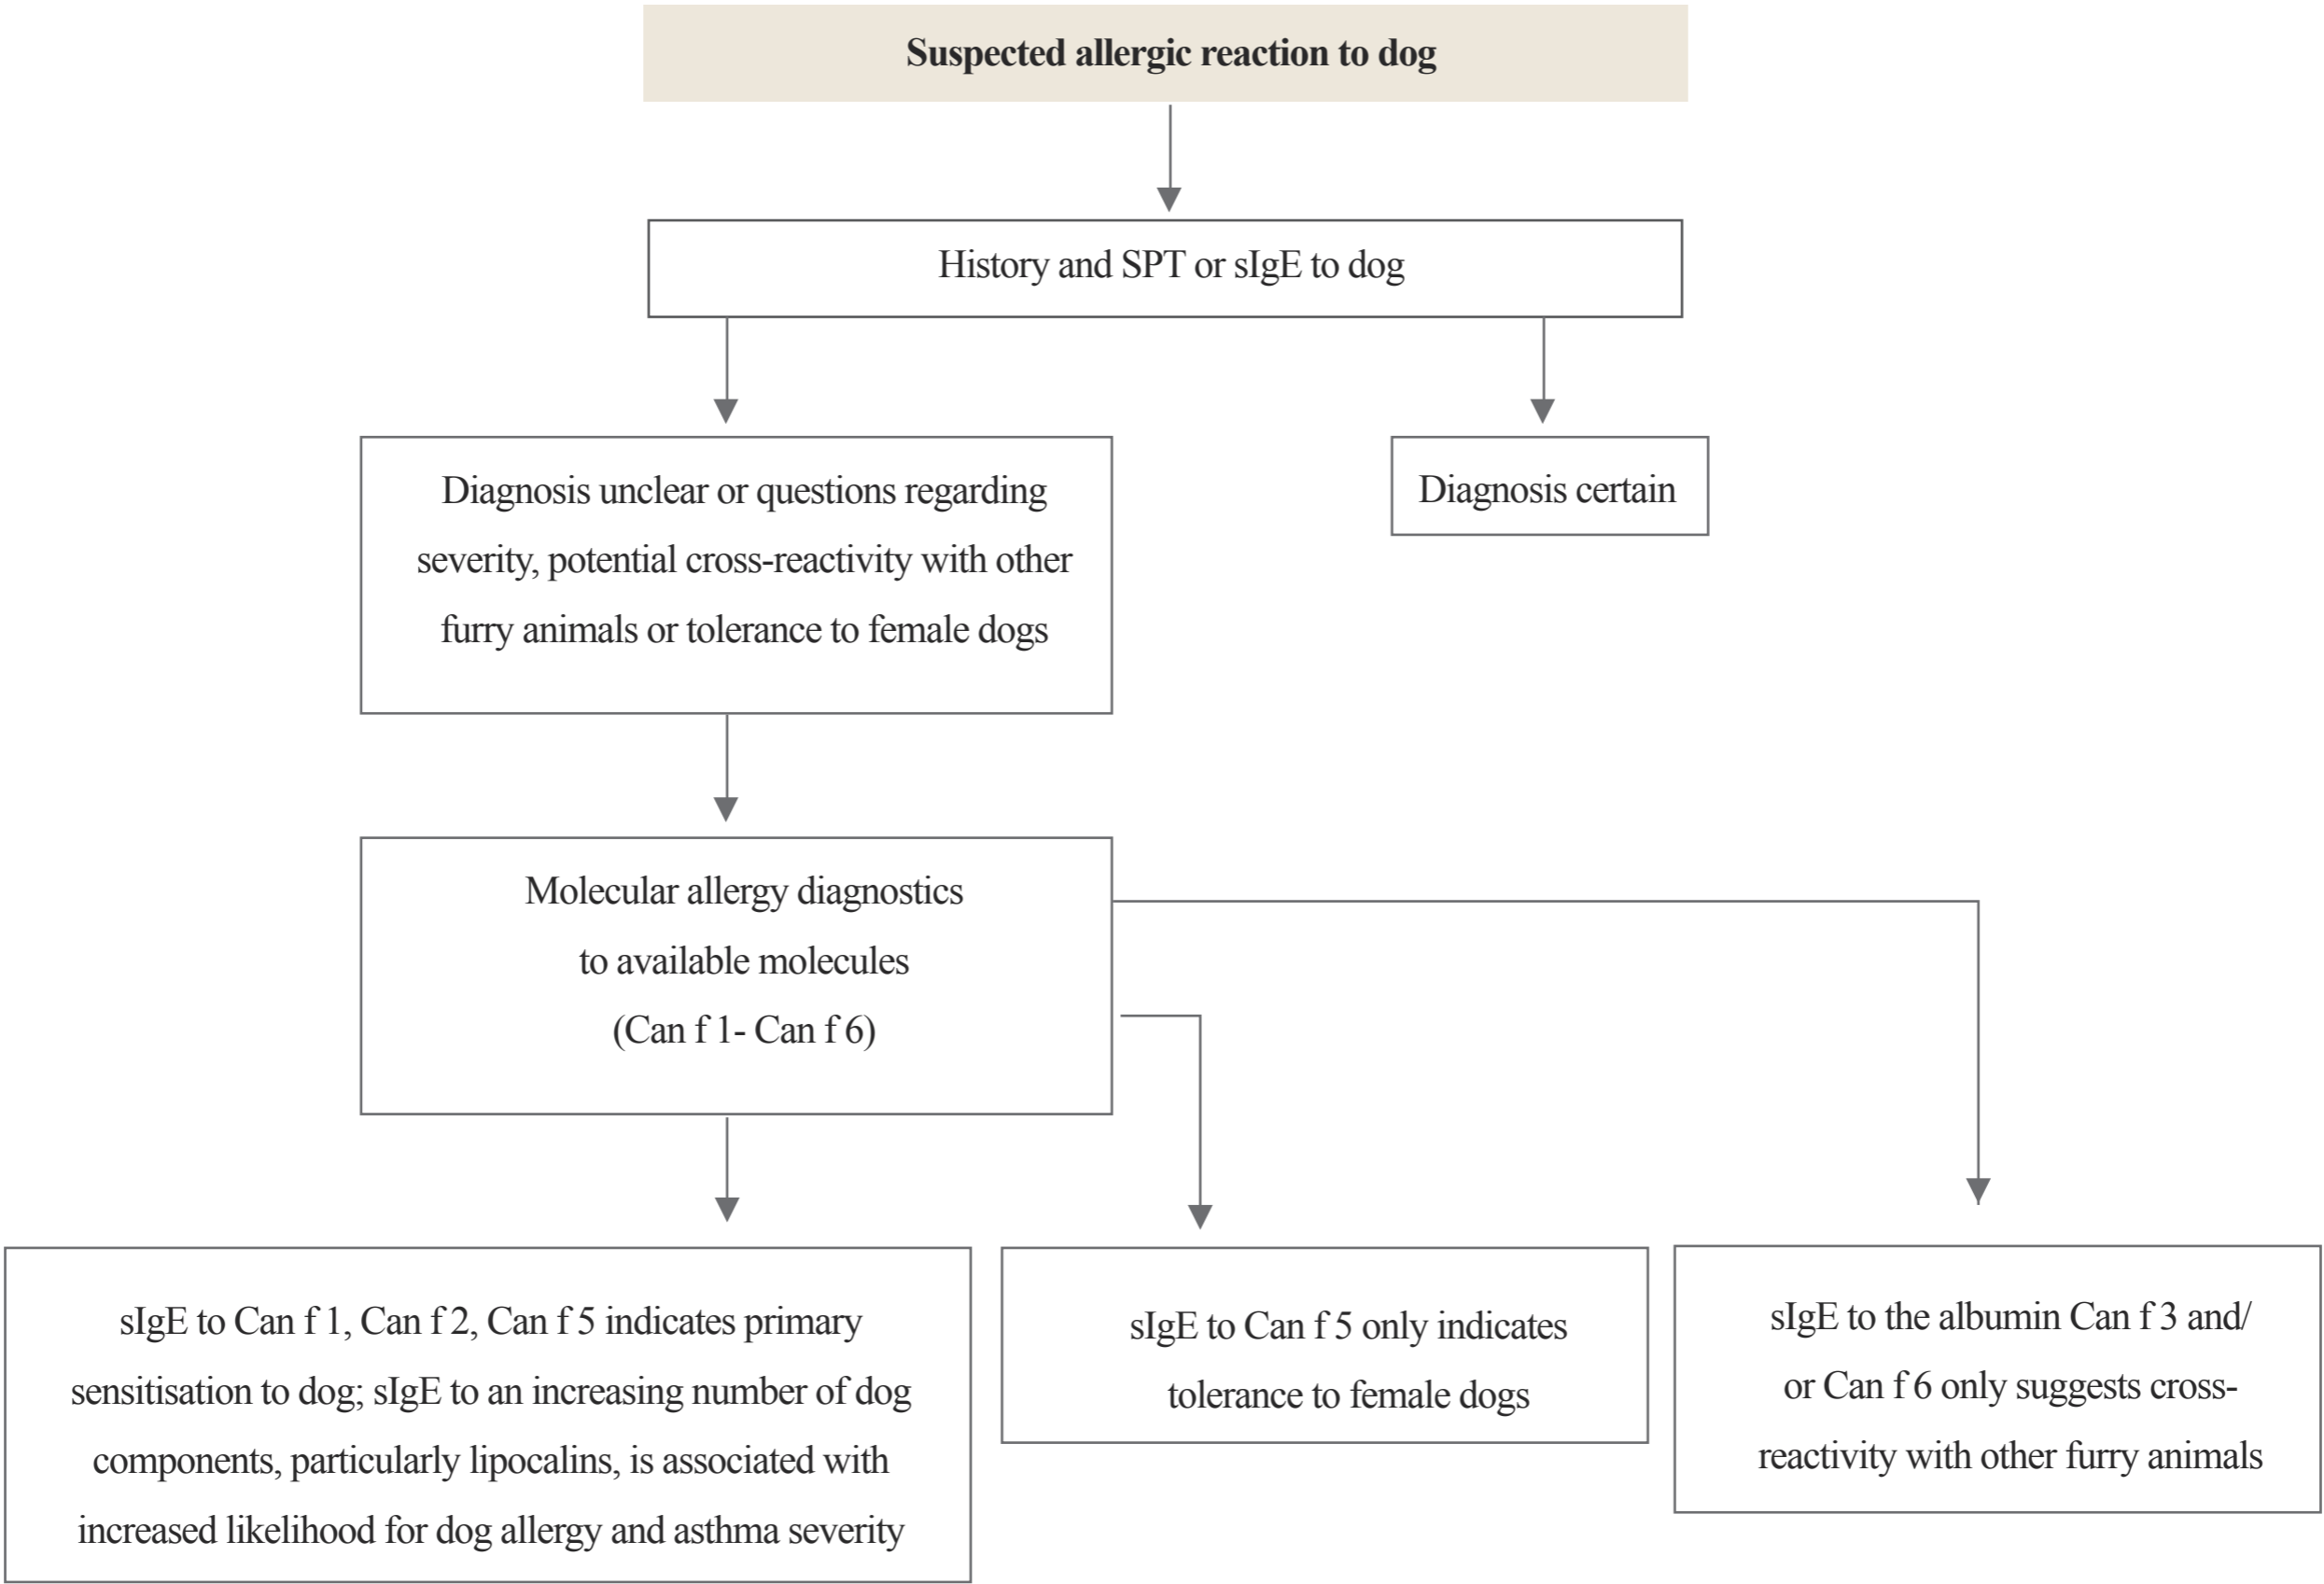 Suspected allergic reaction to dog
History and SPT or sIgE to dog
Diagnosis unclear or questions regarding
severity, potential cross-reactivity with other
furry animals or tolerance to female dogs
Diagnosis certain
Molecular allergy diagnostics
to available molecules
(Can f 1- Can f 6)
sIgE to Can f 1, Can f 2, Can f 5 indicates primary
sensitisation to dog; sIgE to an increasing number of dog
components, particularly lipocalins, is associated with
increased likelihood for dog allergy and asthma severity
sIgE to Can f 5 only indicates
tolerance to female dogs
sIgE to the albumin Can f 3 and/
or Can f 6 only suggests cross-
reactivity with other furry animals